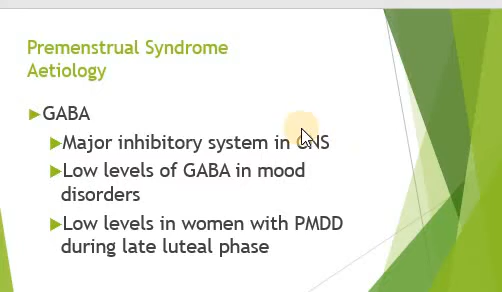 Premenstrual Syndrome
Aetiology
GABA
Major inhibitory system in CNS
Low levels of GABA in mood
disorders
Low levels in women with PMDD
during late luteal phase